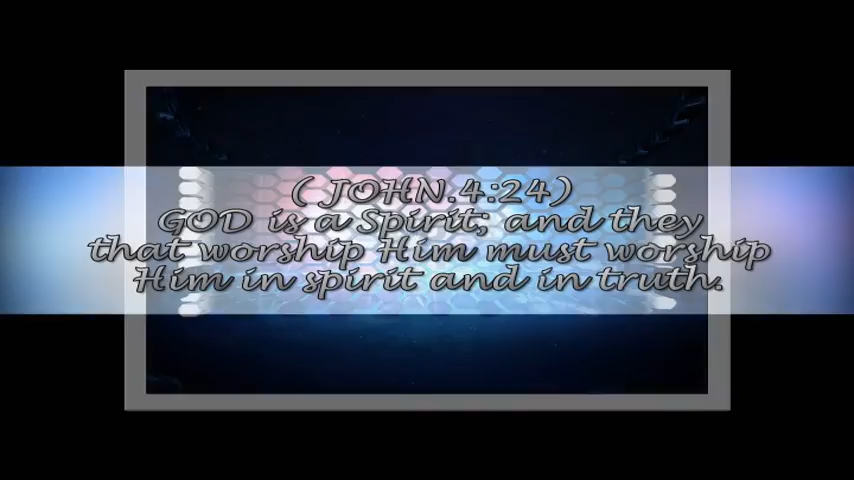 ( JOHN.4:24)
GOD is a Spirit; and they
that worship Him must worship
Him in spirit and in truth.